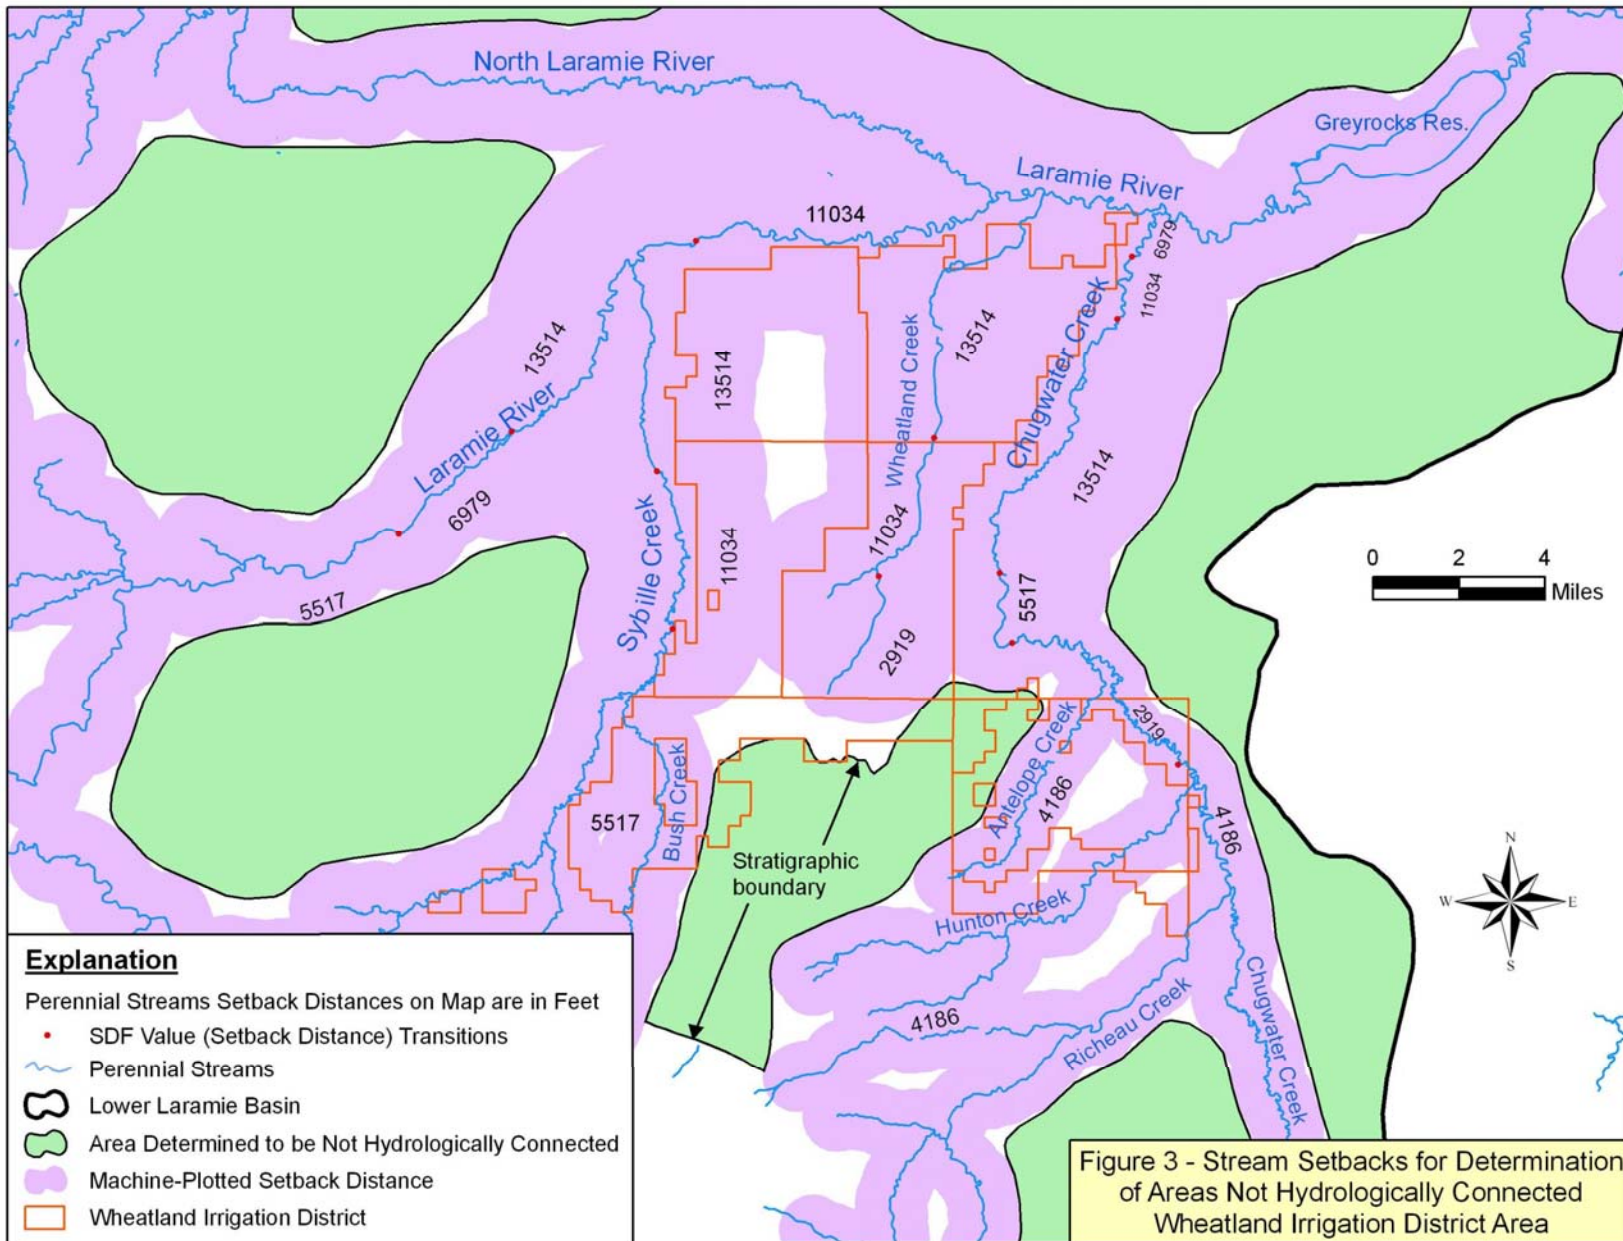 North Laramie River
Greyrocks Res.
Laramie River
11034
6979
11034
Chugwater Creek
13514
Wheatland Creek
13514
13514
Laramie River
6979
13514
5517
Sybille Creek
11034
11034
5517
2919
0 2 4
Miles
2919
Antelope Creek
4186
4186
Bush Creek
5517
Stratigraphic
boundary
Hunton Creek
4186
Richeau Creek
Chugwater Creek
N
W E
S
Explanation
Perennial Streams Setback Distances on Map are in Feet
SDF Value (Setback Distance) Transitions
Perennial Streams
Lower Laramie Basin
Area Determined to be Not Hydrologically Connected
Machine-Plotted Setback Distance
Wheatland Irrigation District
Figure 3 - Stream Setbacks for Determination
of Areas Not Hydrologically Connected
Wheatland Irrigation District Area